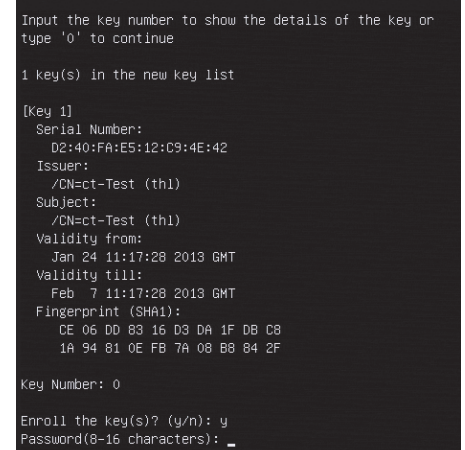 Input the key number to show the details of the key or
type '0' to continue
1 key(s) in the new key list
[Key 1]
Serial Number:
D2:40:FA:E5:12:C9:4E:42
Issuer:
/CN=ct-Test (thl)
Subject:
/CN=ct-Test (thl)
Validity from:
Jan 24 11:17:28 2013 GMT
Validity till:
Feb  7 11:17:28 2013 GMT
Fingerprint (SHA1):
CE 06 DD 83 16 D3 DA 1F DB C8
1A 94 81 0E FB 7A 08 B8 84 2F
Key Number: 0
Enroll the key(s)? (y/n): y
Password(8-16 characters): _